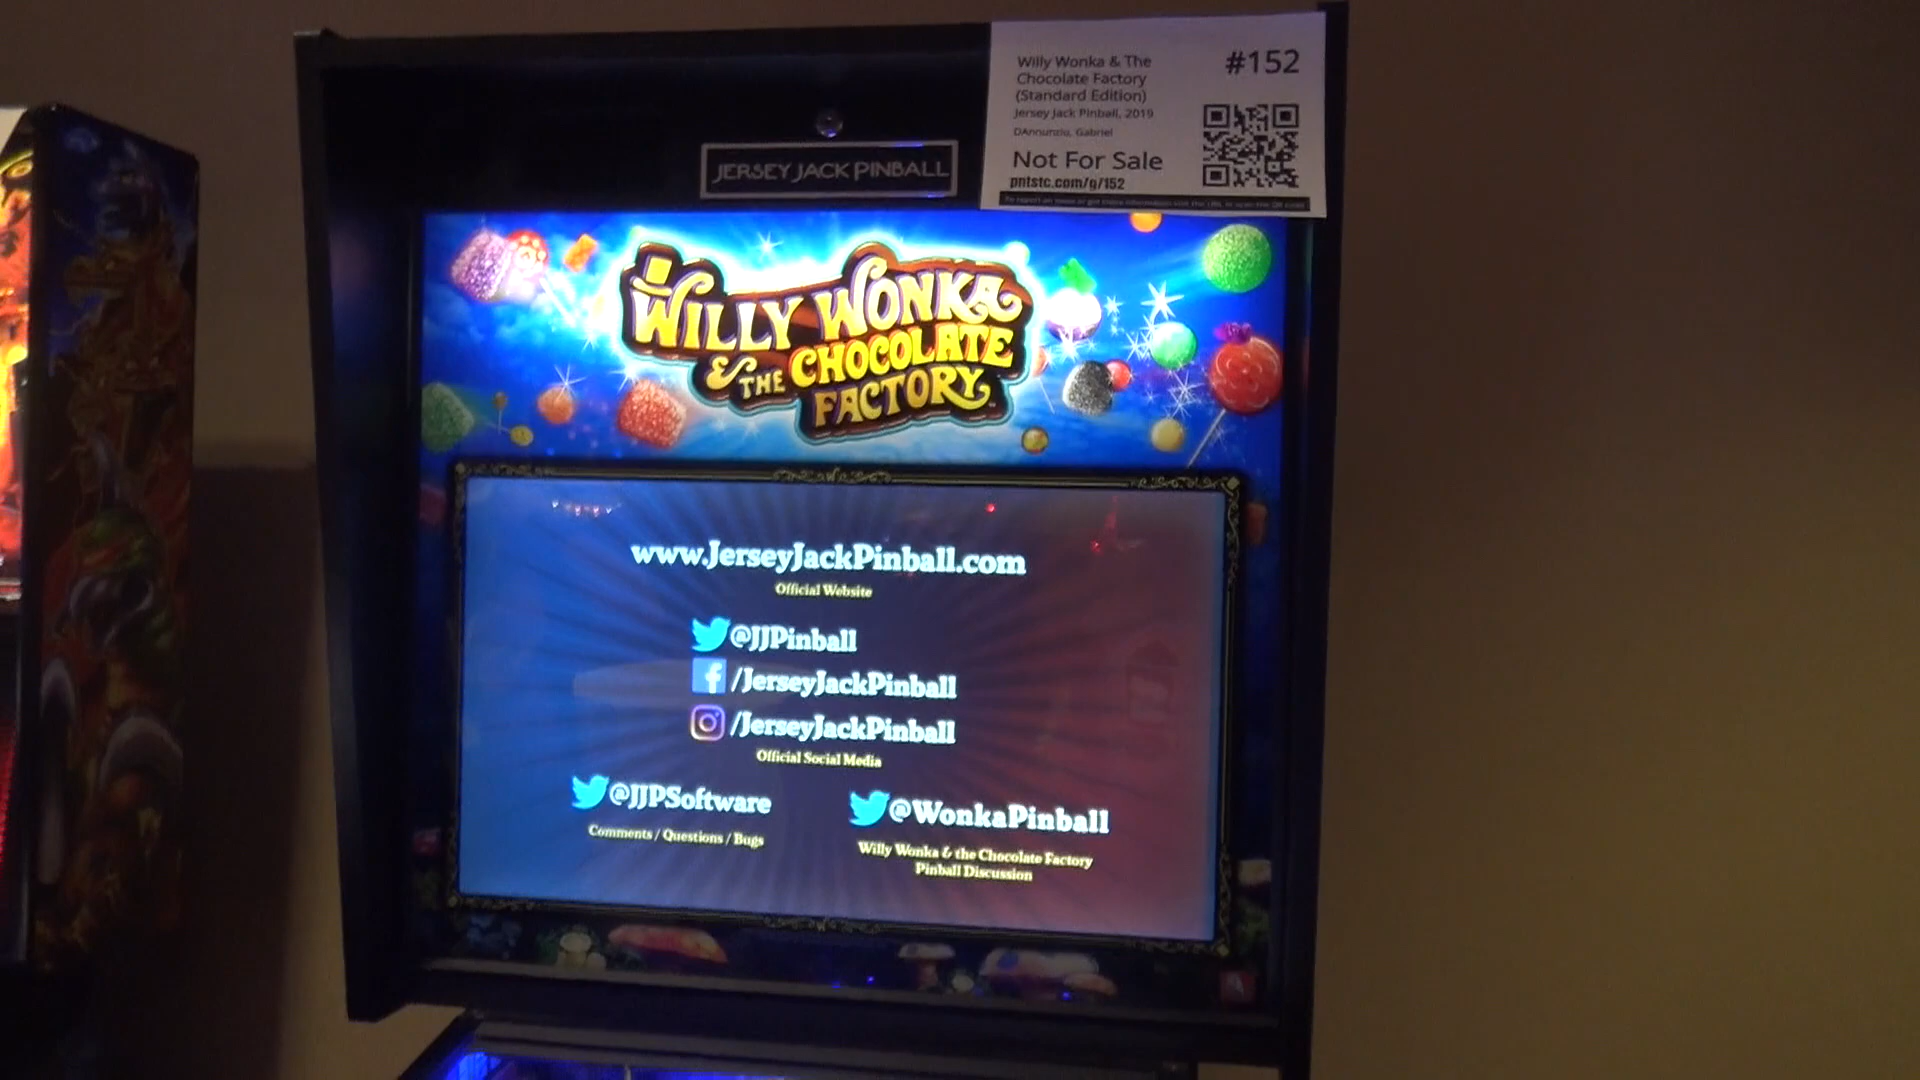 Willy Wonka & The
Chocolate Factory
(Standard Edition)
Jersey Jack Pinball, 2019
DAnnunzio, Gabriel
Not For Sale
pntstc.com/g/152
#152
JERSEY JACK PINBALL
WILLY WONKA
& THE CHOCOLATE
FACTORY
www.JerseyJackPinball.com
Official Website
@JJPinball
/JerseyJackPinball
/JerseyJackPinball
Official Social Media
@JJPSoftware
Comments / Questions / Bugs
@WonkaPinball
Willy Wonka & the Chocolate Factory
Pinball Discussion